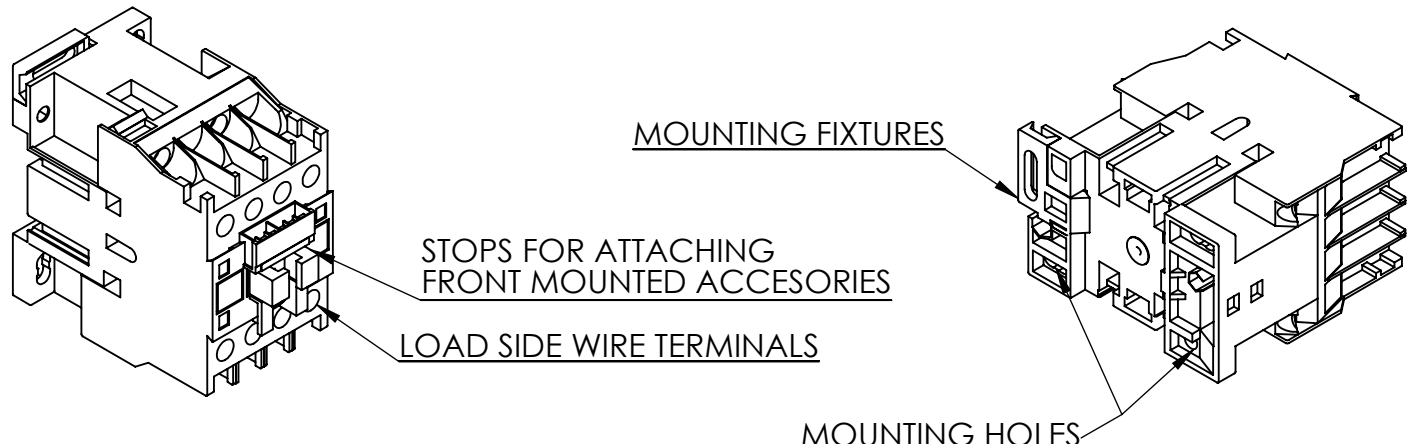 MOUNTING FIXTURES
STOPS FOR ATTACHING
FRONT MOUNTED ACCESORIES
LOAD SIDE WIRE TERMINALS
MOUNTING HOLES